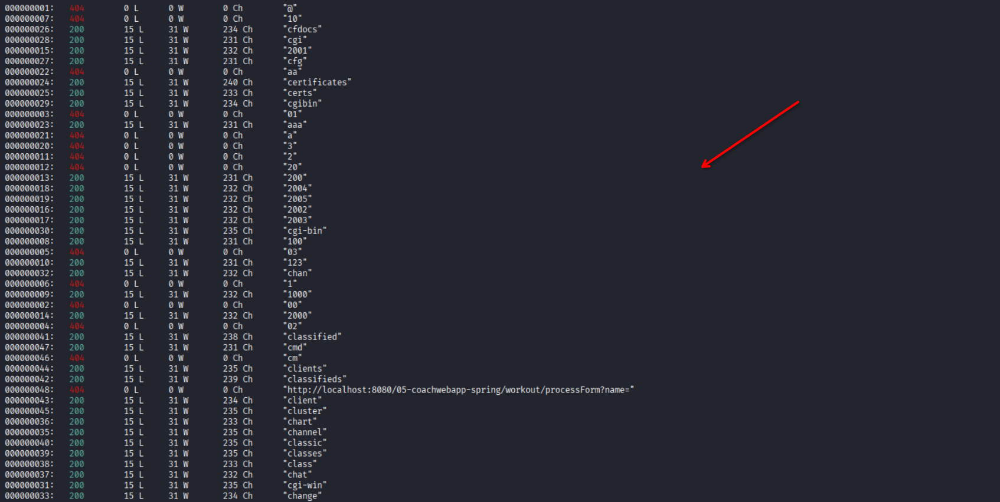 000000001: 404 0 L 0 W 0 Ch "@"
000000007: 404 0 L 0 W 0 Ch "10"
000000026: 200 15 L 31 W 234 Ch "cfdocs"
000000028: 200 15 L 31 W 231 Ch "cgi"
000000015: 200 15 L 31 W 232 Ch "2001"
000000027: 200 15 L 31 W 231 Ch "cfg"
000000022: 404 0 L 0 W 0 Ch "aa"
000000024: 200 15 L 31 W 240 Ch "certificates"
000000025: 200 15 L 31 W 233 Ch "certs"
000000029: 200 15 L 31 W 234 Ch "cgibin"
000000003: 404 0 L 0 W 0 Ch "01"
000000023: 200 15 L 31 W 231 Ch "aaa"
000000021: 404 0 L 0 W 0 Ch "a"
000000020: 404 0 L 0 W 0 Ch "3"
000000011: 404 0 L 0 W 0 Ch "2"
000000012: 404 0 L 0 W 0 Ch "20"
000000013: 200 15 L 31 W 231 Ch "200"
000000018: 200 15 L 31 W 232 Ch "2004"
000000019: 200 15 L 31 W 232 Ch "2005"
000000016: 200 15 L 31 W 232 Ch "2002"
000000017: 200 15 L 31 W 232 Ch "2003"
000000030: 200 15 L 31 W 235 Ch "cgi-bin"
000000008: 200 15 L 31 W 231 Ch "100"
000000005: 404 0 L 0 W 0 Ch "03"
000000010: 200 15 L 31 W 231 Ch "123"
000000032: 200 15 L 31 W 232 Ch "chan"
000000006: 404 0 L 0 W 0 Ch "1"
000000009: 200 15 L 31 W 232 Ch "1000"
000000002: 404 0 L 0 W 0 Ch "00"
000000014: 200 15 L 31 W 232 Ch "2000"
000000004: 404 0 L 0 W 0 Ch "02"
000000041: 200 15 L 31 W 238 Ch "classified"
000000047: 200 15 L 31 W 231 Ch "cmd"
000000046: 404 0 L 0 W 0 Ch "cm"
000000044: 200 15 L 31 W 235 Ch "clients"
000000042: 200 15 L 31 W 239 Ch "classifieds"
000000048: 404 0 L 0 W 0 Ch "http://localhost:8080/05-coachwebapp-spring/workout/processForm?name="
000000043: 200 15 L 31 W 234 Ch "client"
000000045: 200 15 L 31 W 235 Ch "cluster"
000000036: 200 15 L 31 W 233 Ch "chart"
000000035: 200 15 L 31 W 235 Ch "channel"
000000040: 200 15 L 31 W 235 Ch "classic"
000000039: 200 15 L 31 W 235 Ch "classes"
000000038: 200 15 L 31 W 233 Ch "class"
000000037: 200 15 L 31 W 232 Ch "chat"
000000031: 200 15 L 31 W 235 Ch "cgi-win"
000000033: 200 15 L 31 W 234 Ch "change"